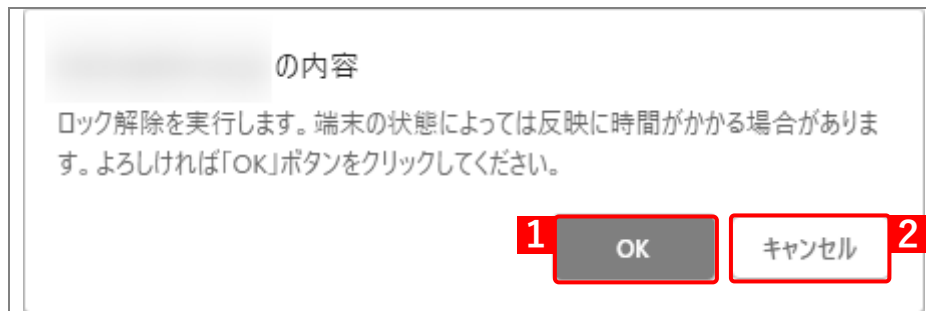 の内容
ロック解除を実行します。端末の状態によっては反映に時間がかかる場合がありま
す。よろしければ「OK」ボタンをクリックしてください。
1 OK キャンセル 2